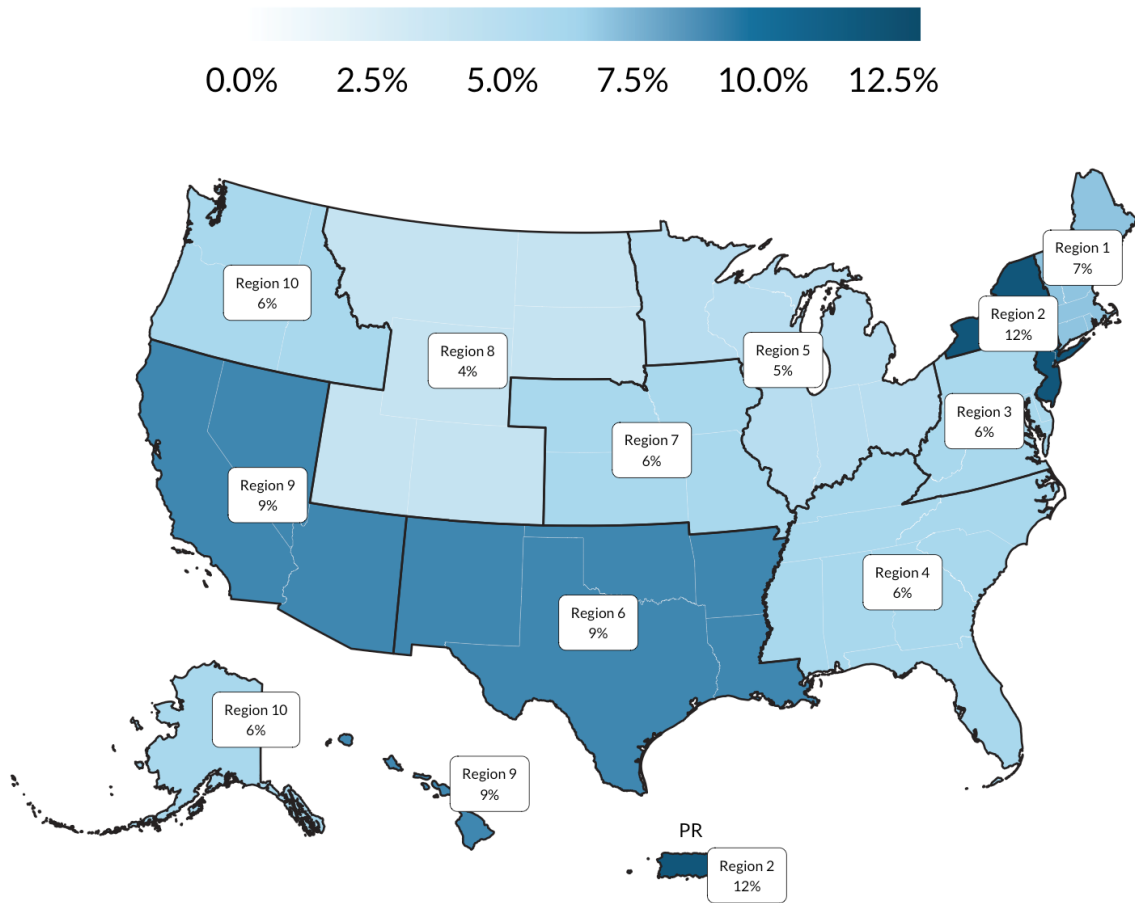 0.0% 2.5% 5.0% 7.5% 10.0% 12.5%
Region 1
7%
Region 10
6%
Region 2
12%
Region 8
4%
Region 5
5%
Region 3
6%
Region 7
6%
Region 9
9%
Region 4
6%
Region 6
9%
Region 10
6%
Region 9
9%
PR
Region 2
12%